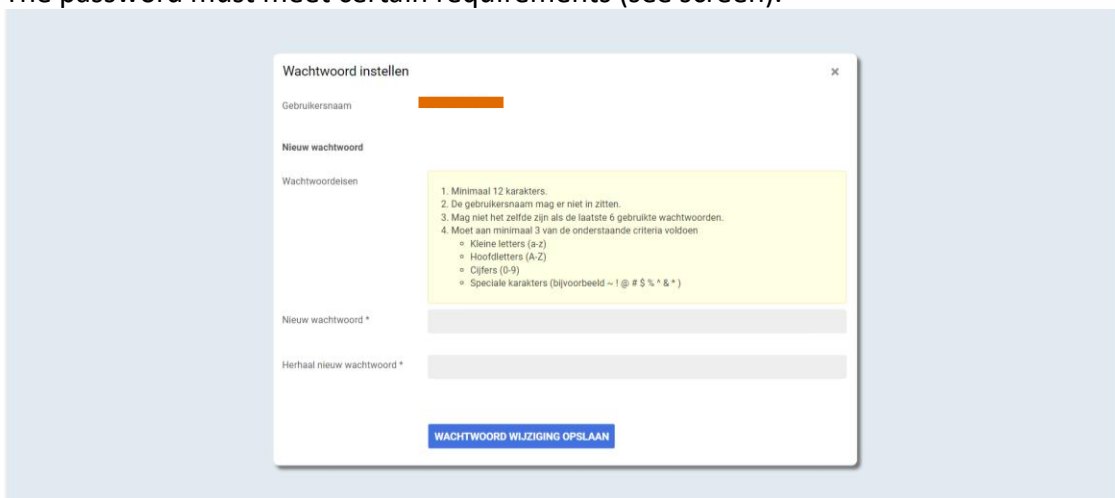 The password must meet certain requirements (see screen).
Wachtwoord instellen ×
Gebruikersnaam
Nieuw wachtwoord
Wachtwoordeisen
1. Minimaal 12 karakters.
2. De gebruikersnaam mag er niet in zitten.
3. Mag niet het zelfde zijn als de laatste 6 gebruikte wachtwoorden.
4. Moet aan minimaal 3 van de onderstaande criteria voldoen
Kleine letters (a-z)
Hoofdletters (A-Z)
Cijfers (0-9)
Speciale karakters (bijvoorbeeld ~ ! @ # $ % ^ & * )
Nieuw wachtwoord *
Herhaal nieuw wachtwoord *
WACHTWOORD WIJZIGING OPSLAAN